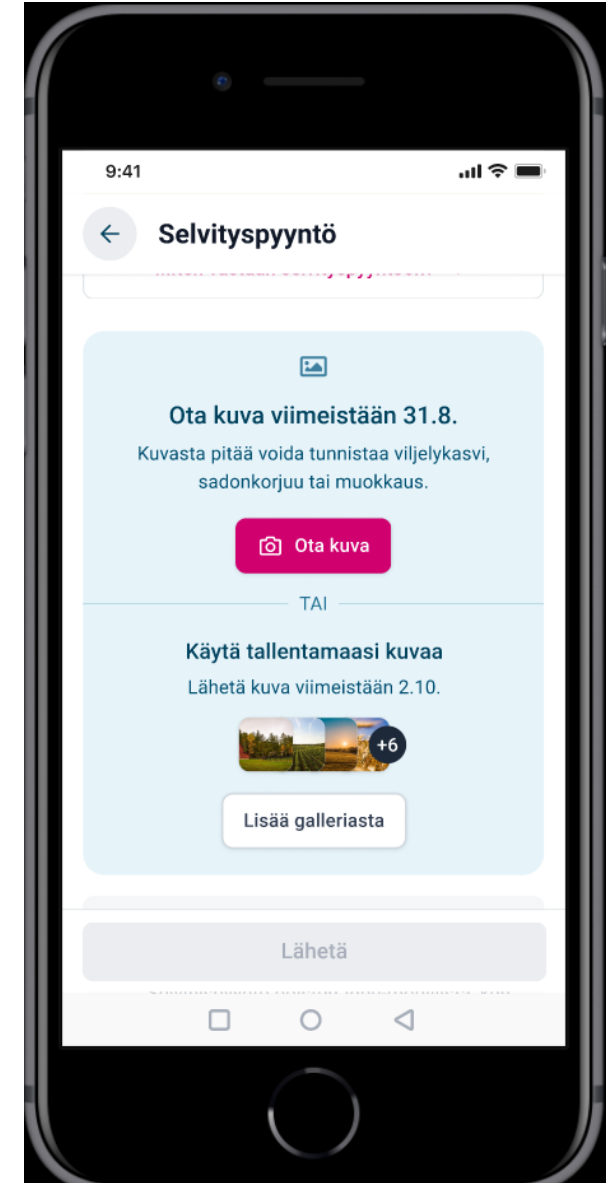 9:41
Selvityspyyntö
Ota kuva viimeistään 31.8.
Kuvasta pitää voida tunnistaa viljelykasvi,
sadonkorjuu tai muokkaus.
Ota kuva
TAI
Käytä tallentamaasi kuvaa
Lähetä kuva viimeistään 2.10.
+6
Lisää galleriasta
Lähetä